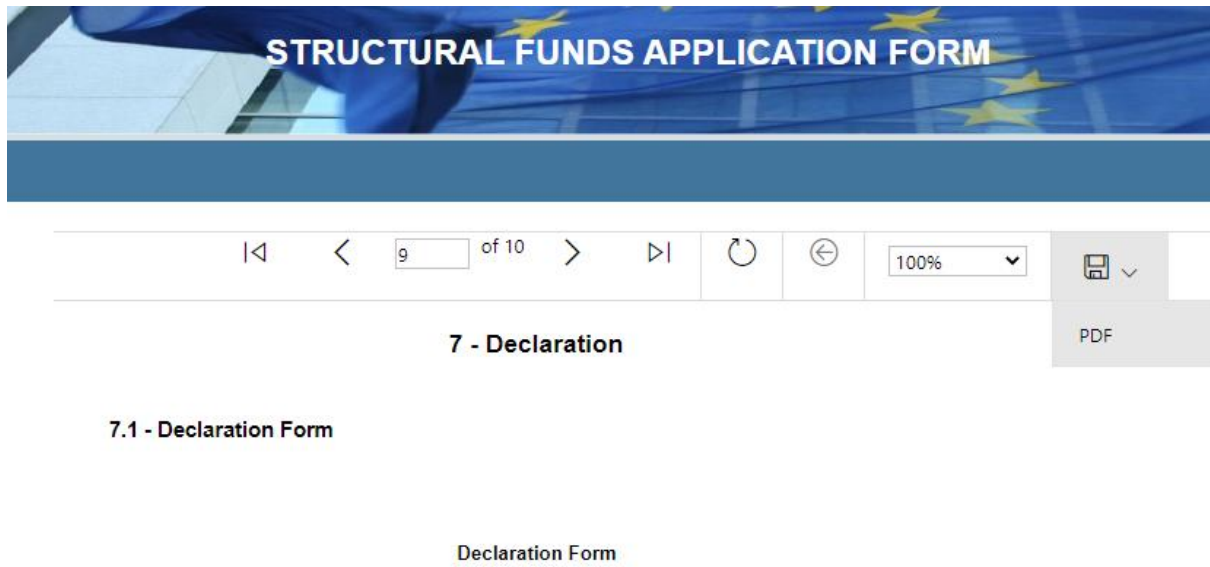 STRUCTURAL FUNDS APPLICATION FORM
9 of 10 100%
PDF
7 - Declaration
7.1 - Declaration Form
Declaration Form